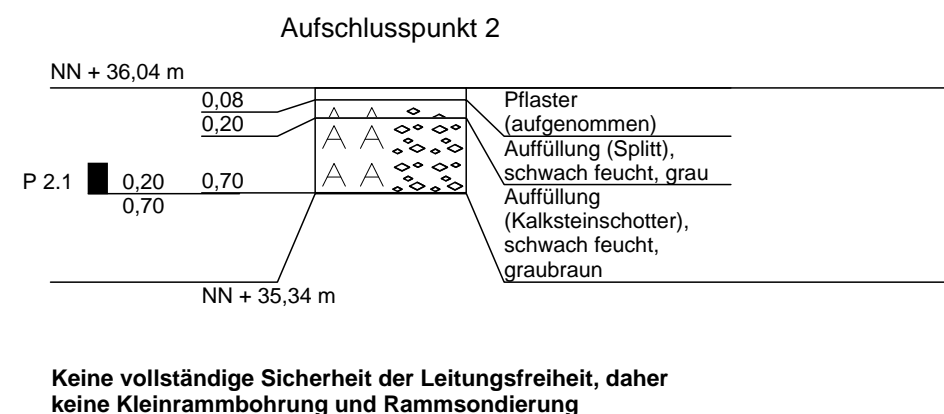 Aufschlusspunkt 2
NN + 36,04 m
0,08
0,20
Pflaster
(aufgenommen)
Auffüllung (Splitt),
schwach feucht, grau
P 2.1
0,20
0,70
0,70
Auffüllung
(Kalksteinschotter),
schwach feucht,
graubraun
A A
A A
A A
NN + 35,34 m
Keine vollständige Sicherheit der Leitungsfreiheit, daher
keine Kleinrammbohrung und Rammsondierung